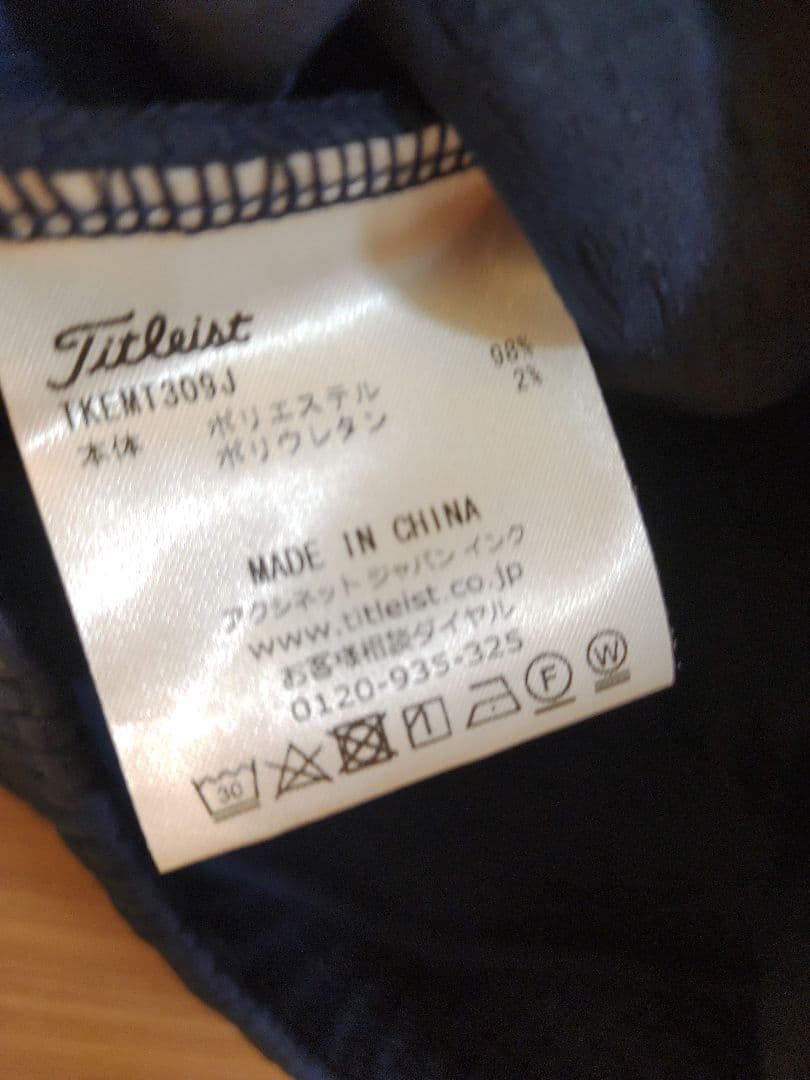 Titleist
TKEMT309J
本体 ポリエステル 98%
ポリウレタン 2%
MADE IN CHINA
アクシネット ジャパン インク
www.titleist.co.jp
お客様相談ダイヤル
0120-935-325
30 F W